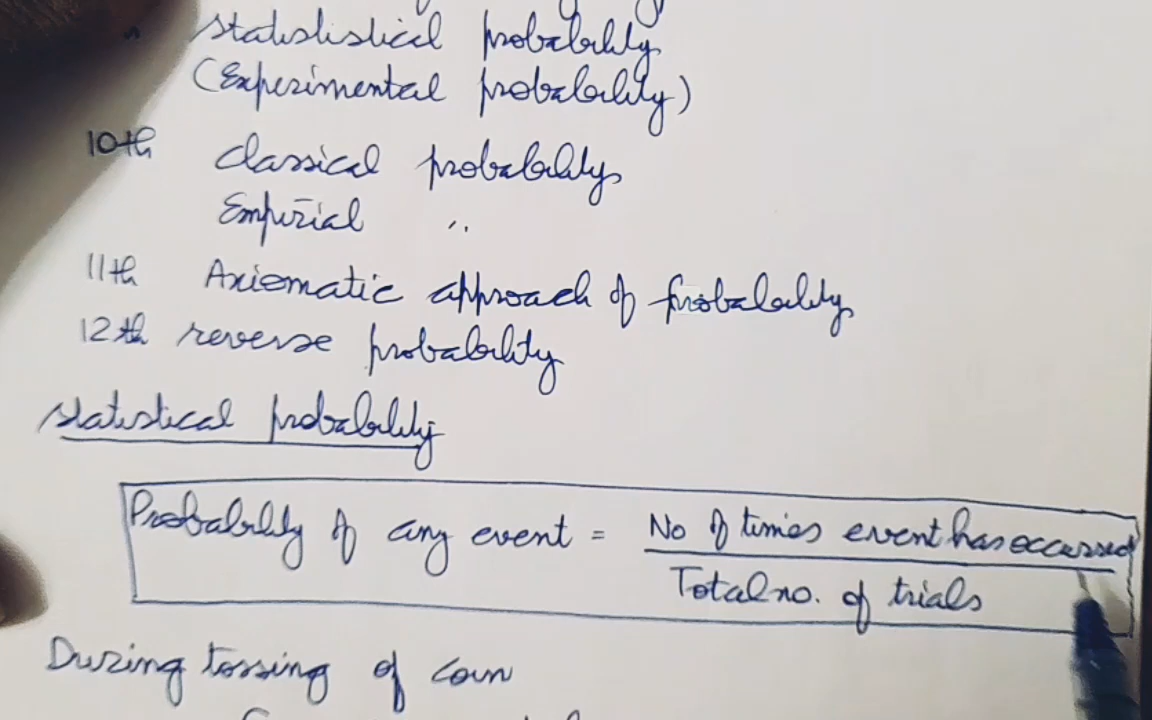 statistical probability
(Experimental probability)
10th classical probability
Empirial ,,
11th Axiomatic approach of probability
12th reverse probability
statistical probability
Probability of any event = No of times event has occurred
Total no. of trials
During tossing of coin